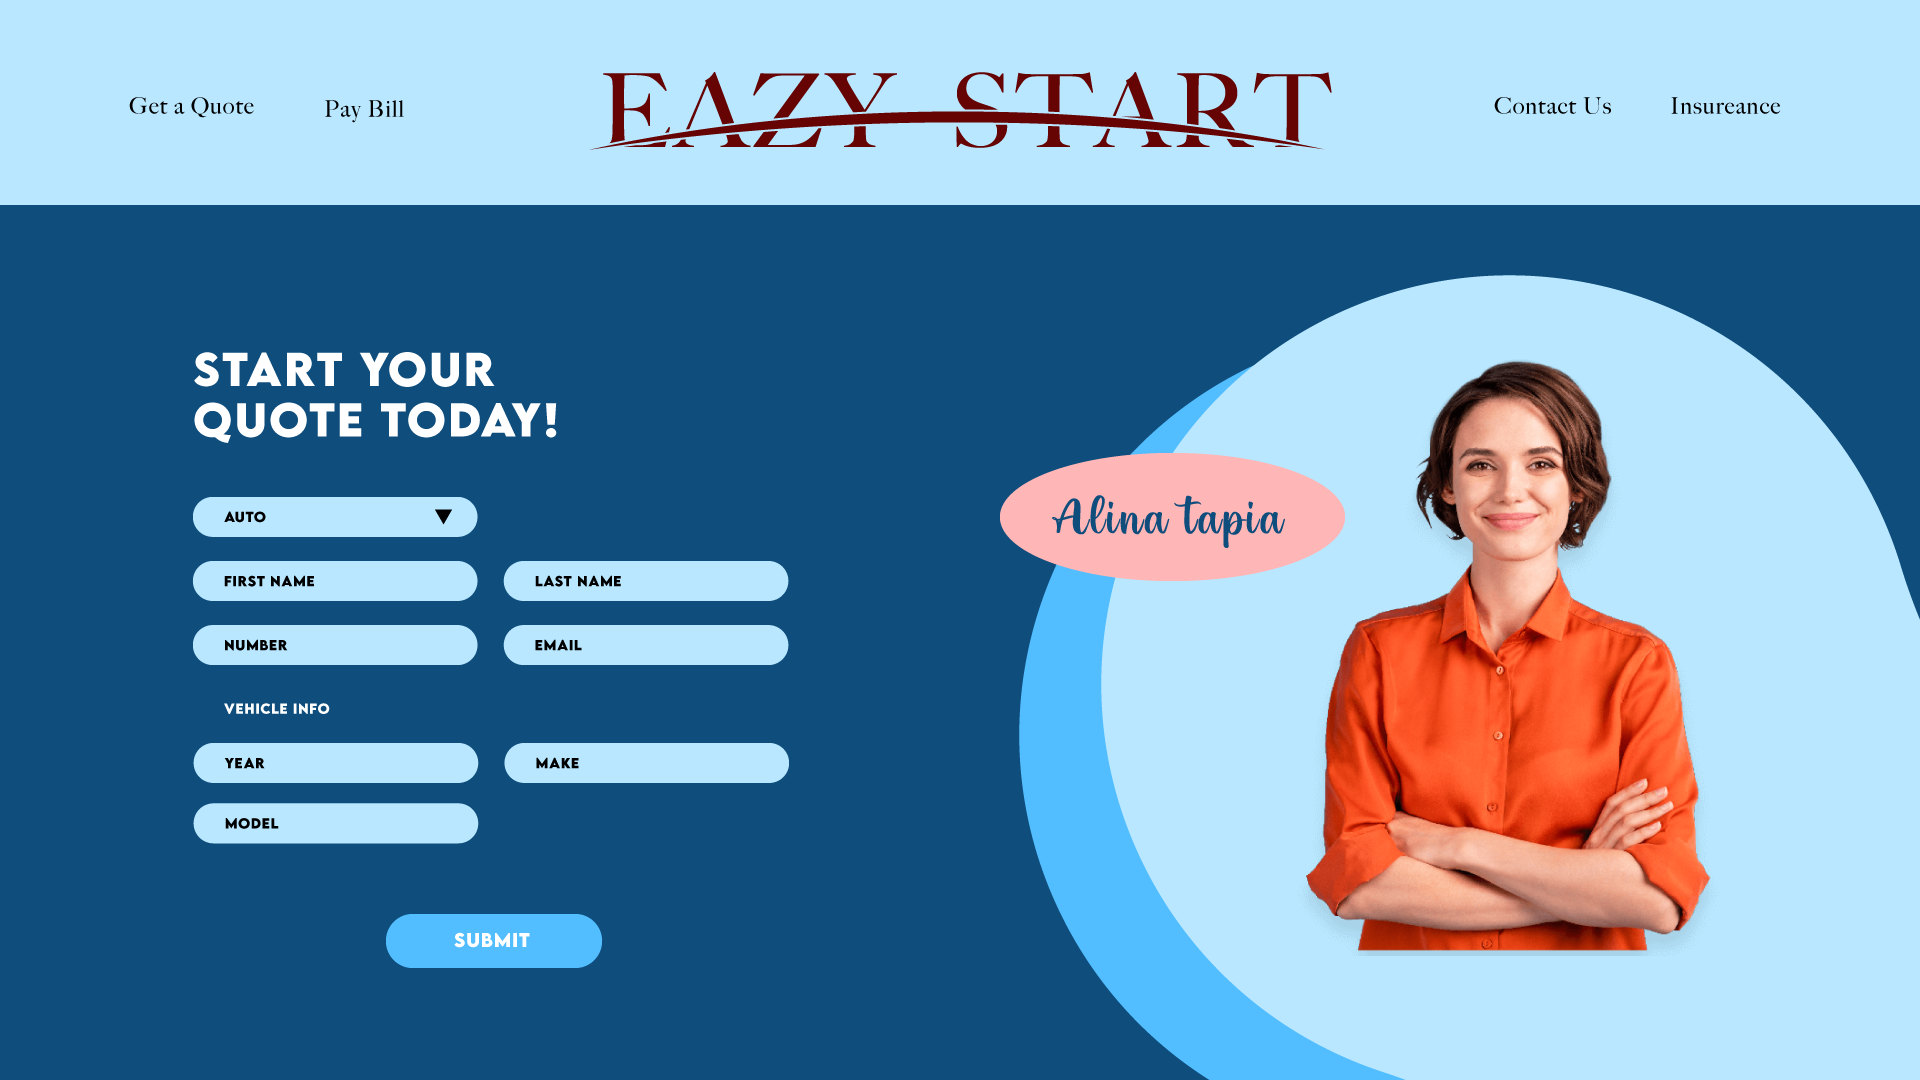 Get a Quote
Pay Bill
EAZY START
Contact Us
Insureance
START YOUR
QUOTE TODAY!
AUTO
FIRST NAME
LAST NAME
NUMBER
EMAIL
VEHICLE INFO
YEAR
MAKE
MODEL
SUBMIT
Alina tapia